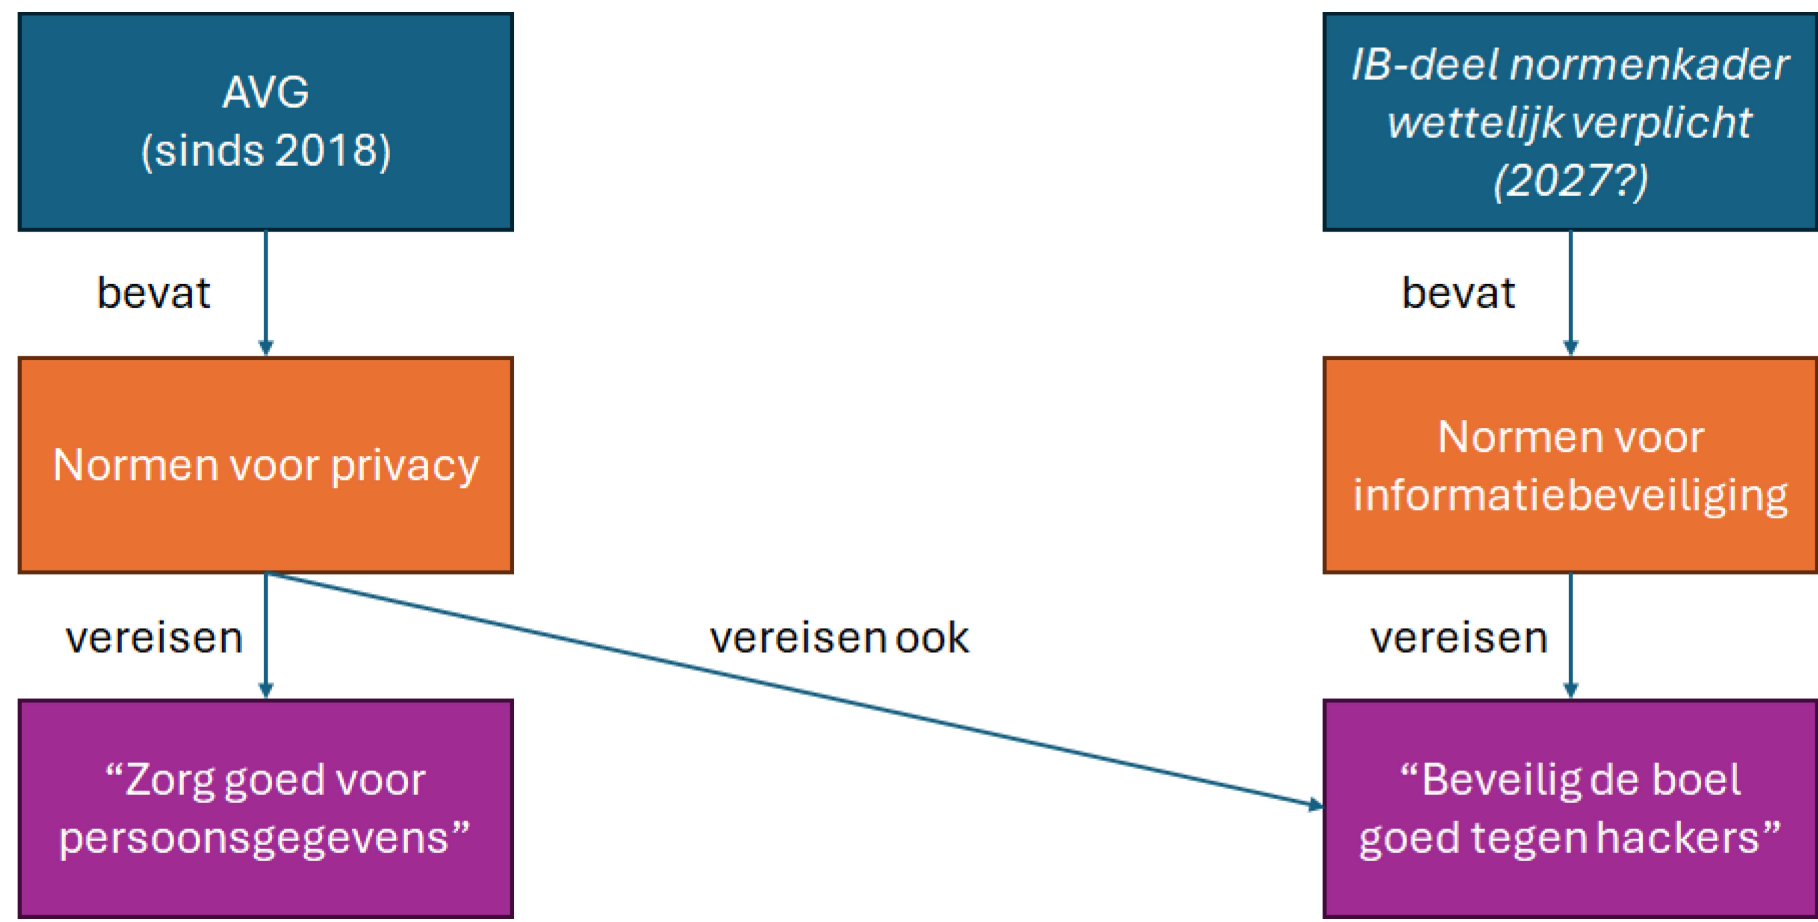 AVG
(sinds 2018)
IB-deel normenkader
wettelijk verplicht
(2027?)
bevat
bevat
Normen voor privacy
Normen voor
informatiebeveiliging
vereisen
vereisen ook
vereisen
“Zorg goed voor
persoonsgegevens”
“Beveilig de boel
goed tegen hackers”